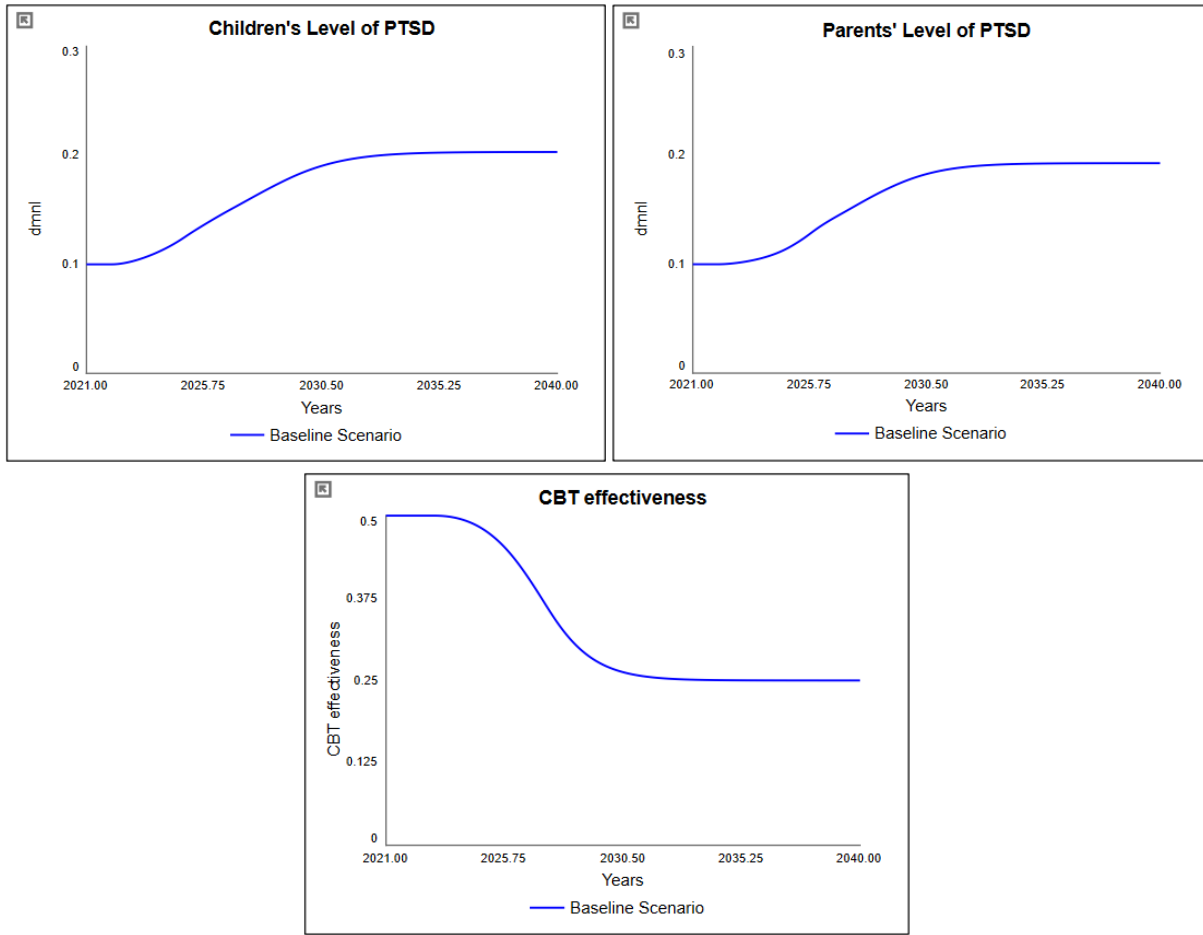 Children's Level of PTSD
0.3
0.2
dmnl
0.1
0
2021.00 2025.75 2030.50 2035.25 2040.00
Years
Baseline Scenario
Parents' Level of PTSD
0.3
0.2
dmnl
0.1
0
2021.00 2025.75 2030.50 2035.25 2040.00
Years
Baseline Scenario
CBT effectiveness
0.5
0.375
CBT effectiveness
0.25
0.125
0
2021.00 2025.75 2030.50 2035.25 2040.00
Years
Baseline Scenario